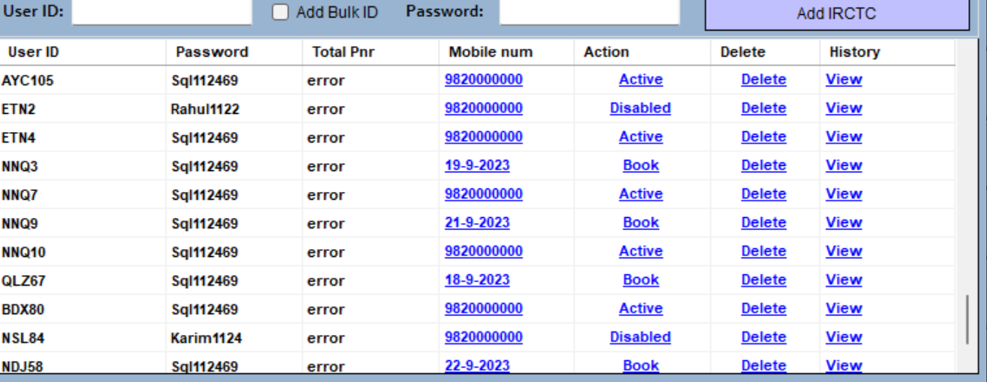 User ID: Add Bulk ID Password: Add IRCTC
User ID Password Total Pnr Mobile num Action Delete History
AYC105 Sql112469 error 9820000000 Active Delete View
ETN2 Rahul1122 error 9820000000 Disabled Delete View
ETN4 Sql112469 error 9820000000 Active Delete View
NNQ3 Sql112469 error 19-9-2023 Book Delete View
NNQ7 Sql112469 error 9820000000 Active Delete View
NNQ9 Sql112469 error 21-9-2023 Book Delete View
NNQ10 Sql112469 error 9820000000 Active Delete View
QLZ67 Sql112469 error 18-9-2023 Book Delete View
BDX80 Sql112469 error 9820000000 Active Delete View
NSL84 Karim1124 error 9820000000 Disabled Delete View
NDJ58 Sql112469 error 22-9-2023 Book Delete View